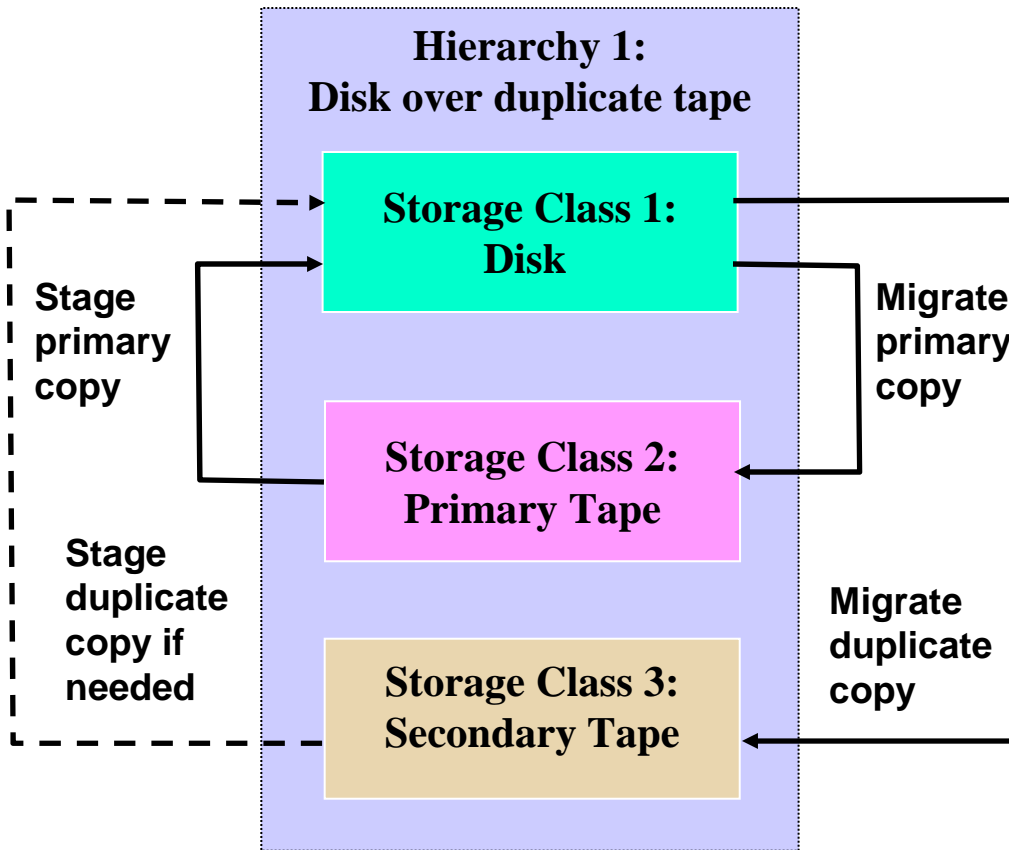 Hierarchy 1:
Disk over duplicate tape
Storage Class 1:
Disk
Stage
primary
copy
Migrate
primary
copy
Storage Class 2:
Primary Tape
Stage
duplicate
copy if
needed
Migrate
duplicate
copy
Storage Class 3:
Secondary Tape